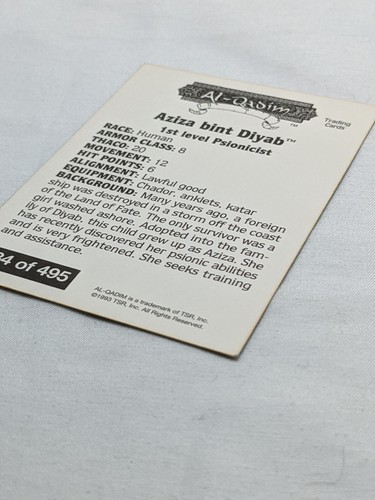 AL-QADIM™
Trading
Cards
Aziza bint Diyab™
1st level Psionicist
RACE: Human
ARMOR CLASS: 8
THACO: 20
MOVEMENT: 12
HIT POINTS: 6
ALIGNMENT: Lawful good
EQUIPMENT: Chador, anklets, katar
BACKGROUND: Many years ago, a foreign
ship was destroyed in a storm off the coast
of the Land of Fate. The only survivor was a
girl washed ashore. Adopted into the fam-
ily of Diyab, this child grew up as Aziza. She
has recently discovered her psionic abilities
and is very frightened. She seeks training
and assistance.
of 495
AL-QADIM is a trademark of TSR, Inc.
©1993 TSR, Inc. All Rights Reserved.